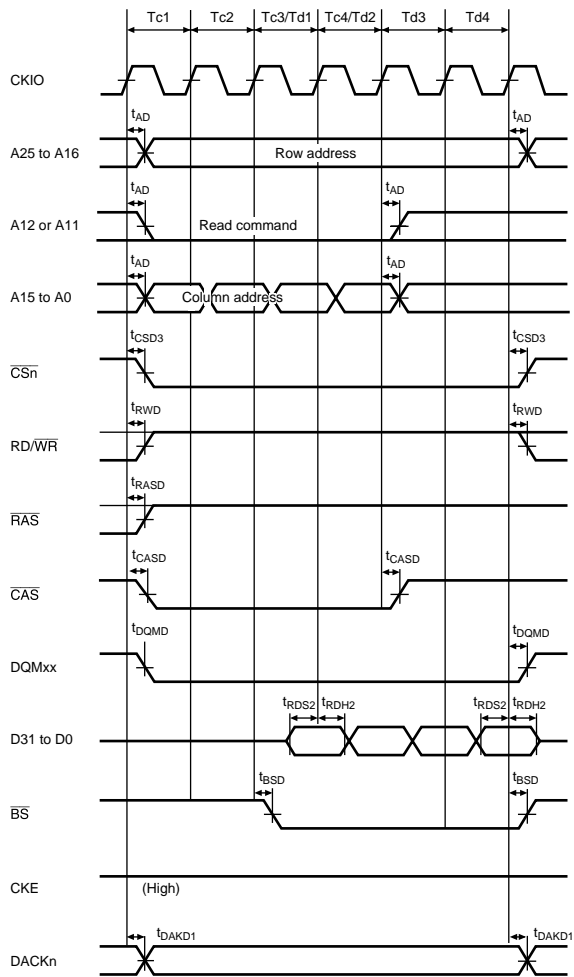 Tc1 Tc2 Tc3/Td1 Tc4/Td2 Td3 Td4
CKIO
tAD tAD
A25 to A16 Row address
tAD tAD
A12 or A11 Read command
tAD tAD
A15 to A0 Column address
tCSD3 tCSD3
CSn
tRWD tRWD
RD/WR
tRASD
RAS
tCASD tCASD
CAS
tDQMD tDQMD
DQMxx
tRDS2 tRDH2 tRDS2 tRDH2
D31 to D0
tBSD tBSD
BS
CKE (High)
tDAKD1 tDAKD1
DACKn